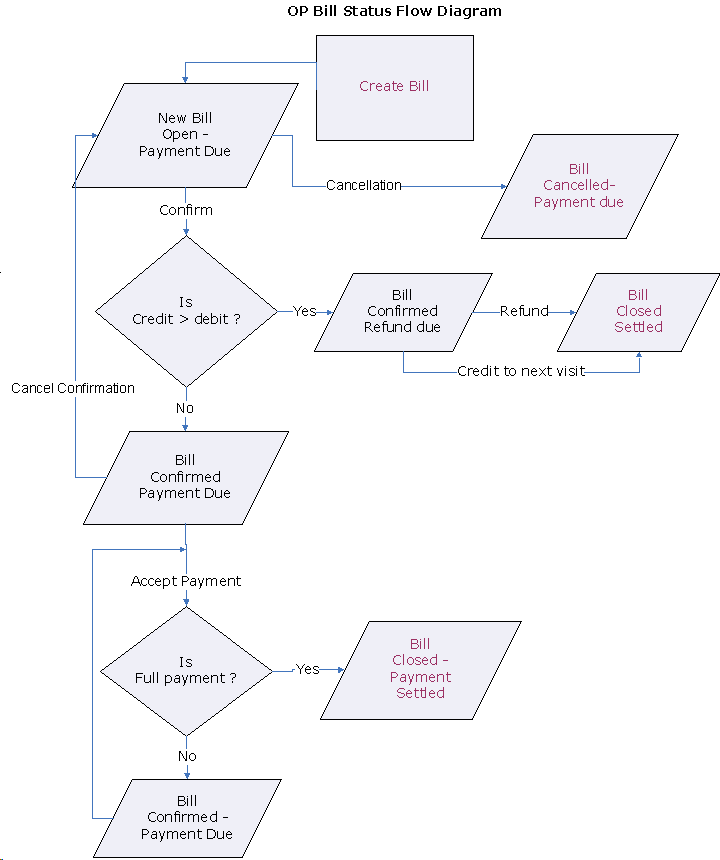 OP Bill Status Flow Diagram
Create Bill
New Bill
Open -
Payment Due
Cancellation
Bill
Cancelled-
Payment due
Confirm
Is
Credit > debit ?
Yes
Bill
Confirmed
Refund due
Refund
Bill
Closed
Settled
Credit to next visit
Cancel Confirmation
No
Bill
Confirmed
Payment Due
Accept Payment
Is
Full payment ?
Yes
Bill
Closed -
Payment
Settled
No
Bill
Confirmed -
Payment Due